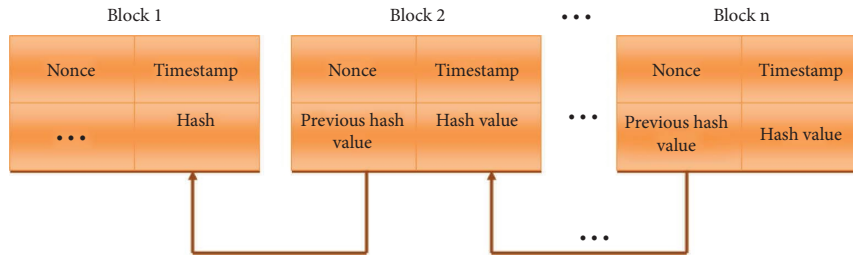 Block 1
Block 2
...
Block n
Nonce
Timestamp
Nonce
Timestamp
Nonce
Timestamp
...
Hash
Previous hash
value
Hash value
...
Previous hash
value
Hash value
...